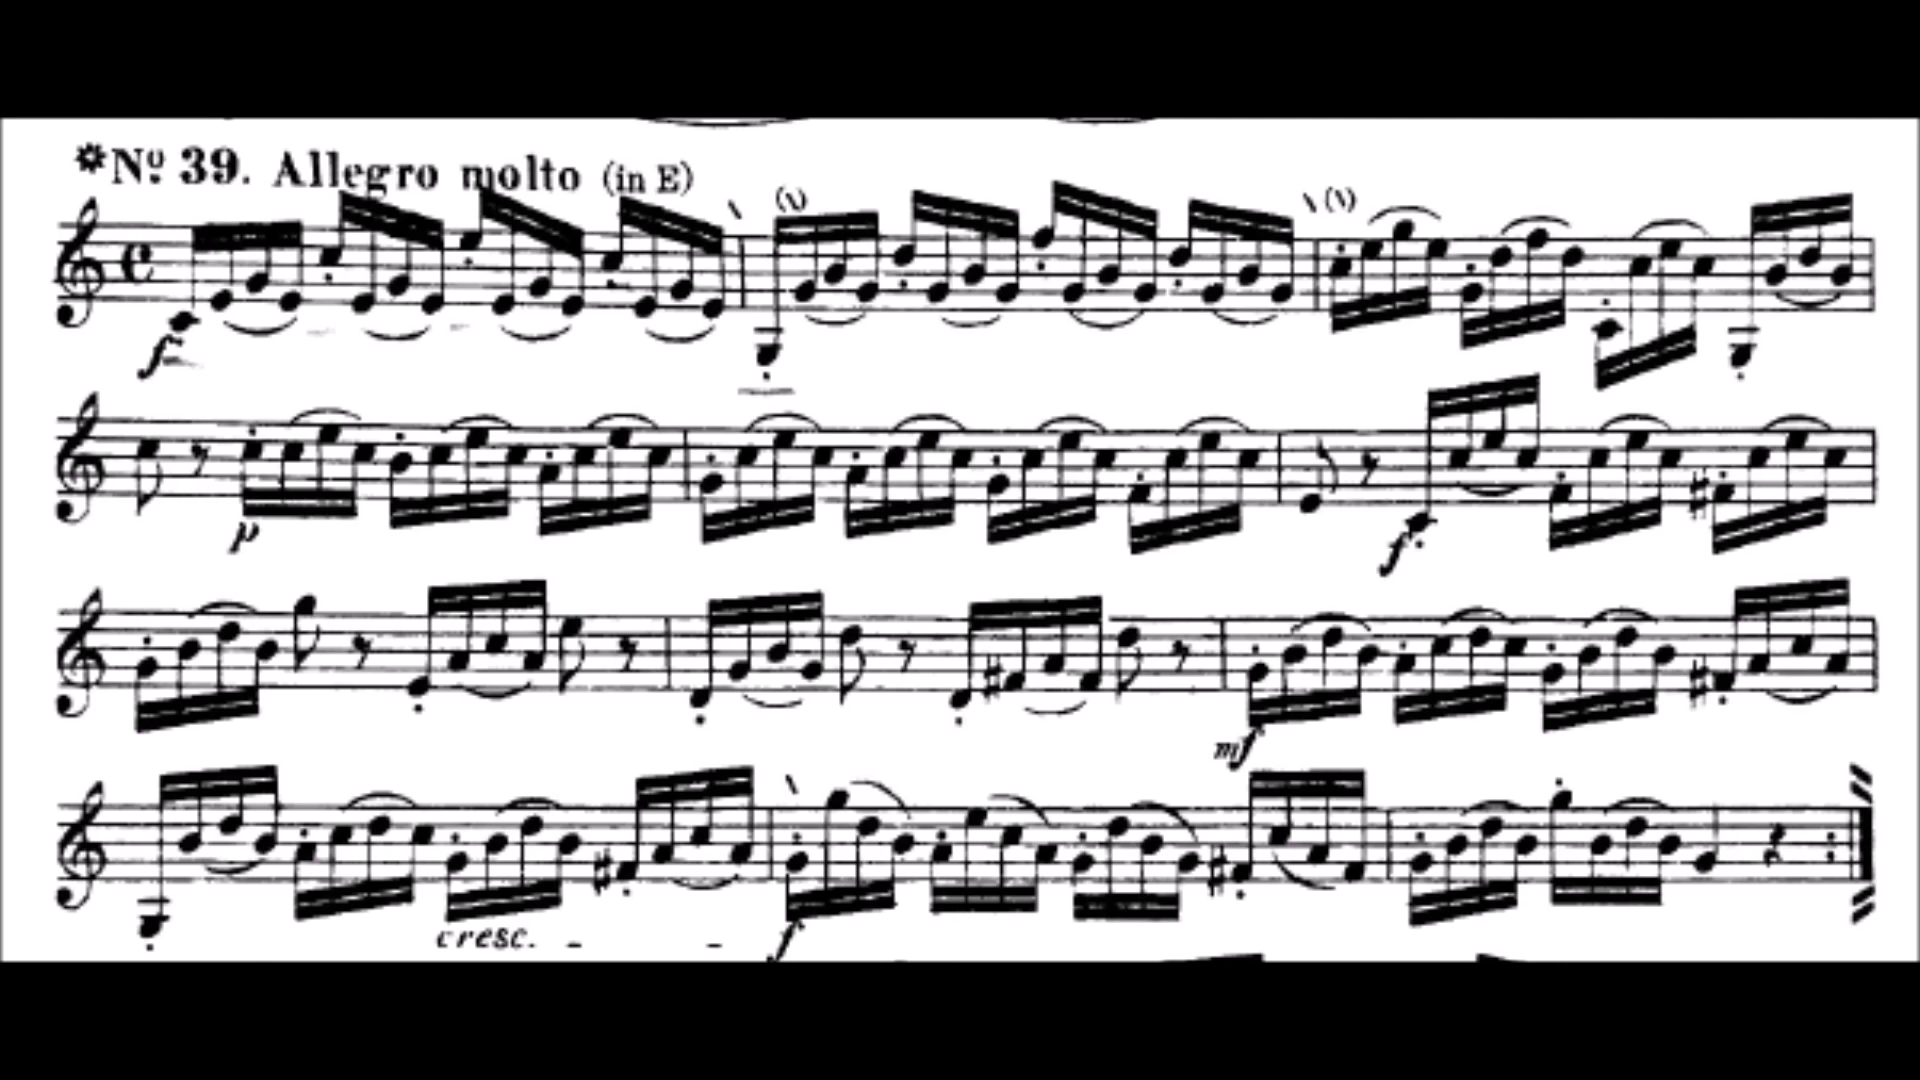 *Nº 39. Allegro molto (in E)
f
p f
mf
cresc. - - f